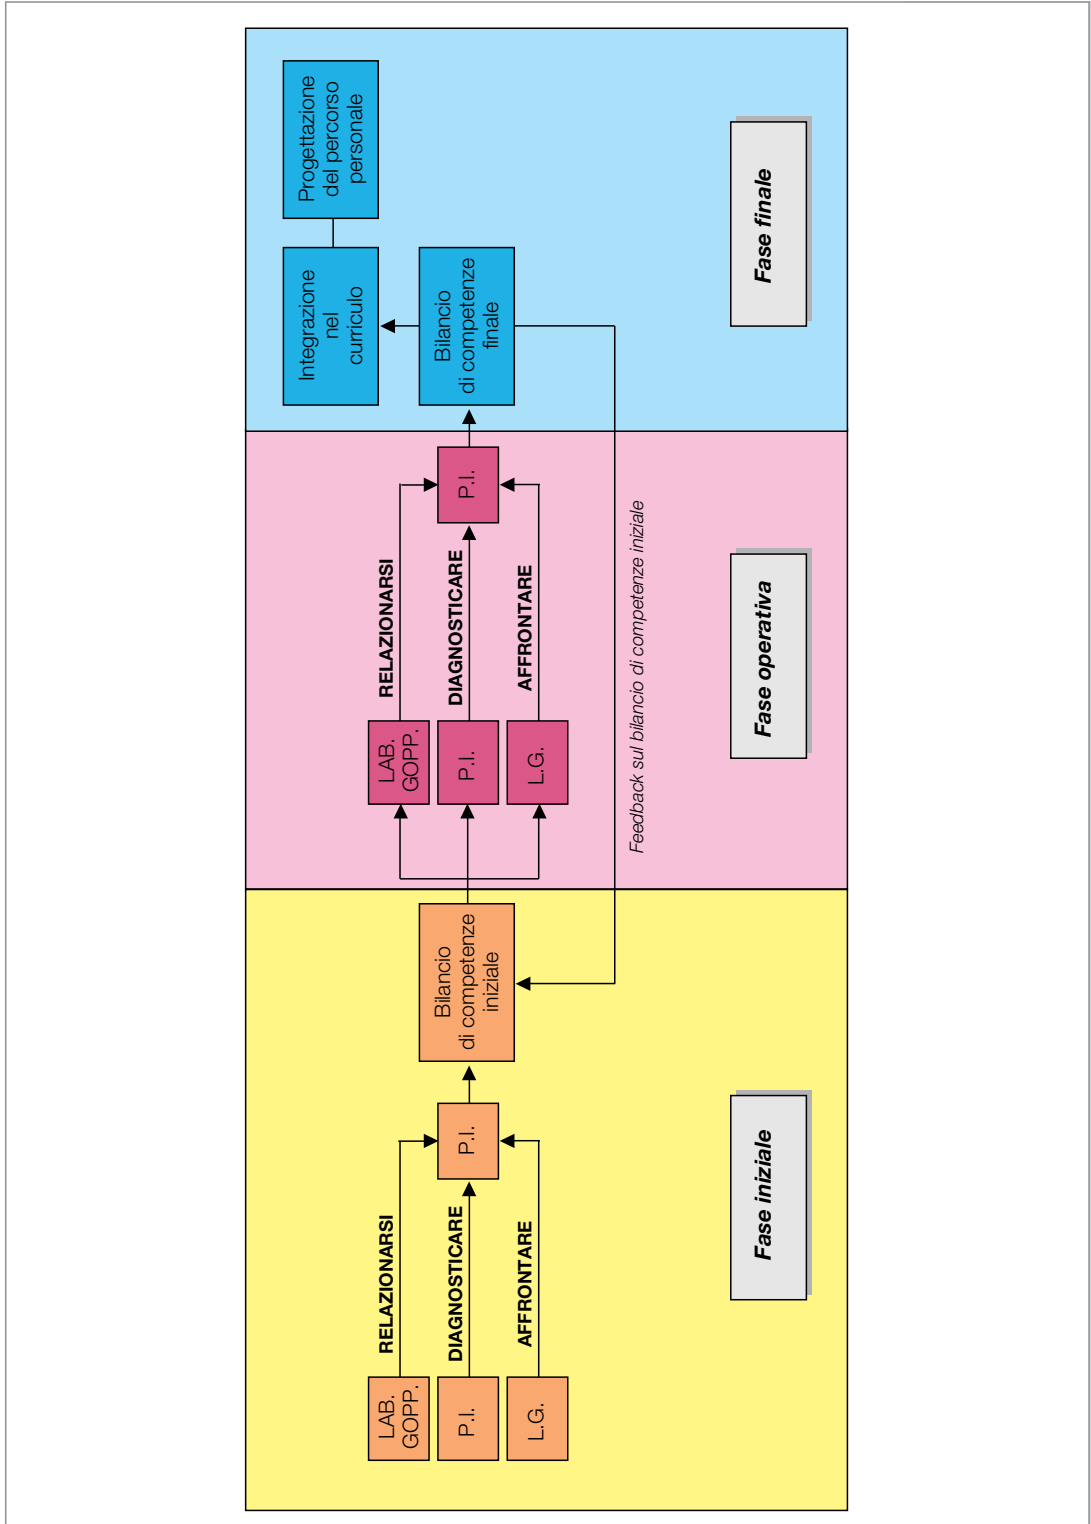 LAB.
GOPP.
P.I.
L.G.
RELAZIONARSI
DIAGNOSTICARE
AFFRONTARE
P.I.
Bilancio
di competenze
iniziale
Fase iniziale
LAB.
GOPP.
P.I.
L.G.
RELAZIONARSI
DIAGNOSTICARE
AFFRONTARE
P.I.
Feedback sul bilancio di competenze iniziale
Fase operativa
Integrazione
nel
curriculo
Progettazione
del percorso
personale
Bilancio
di competenze
finale
Fase finale